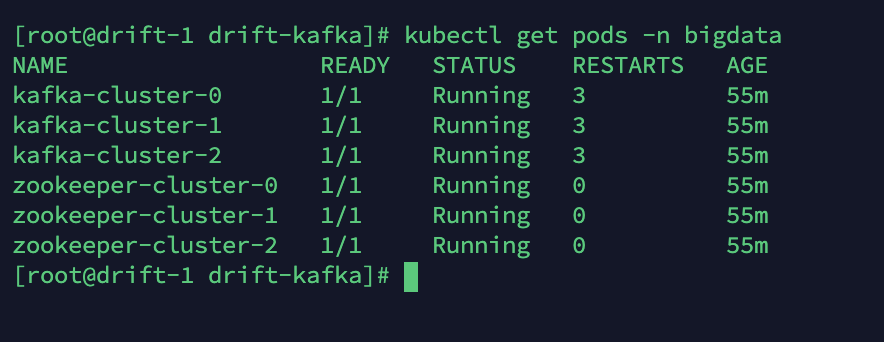 [root@drift-1 drift-kafka]# kubectl get pods -n bigdata
NAME                  READY   STATUS    RESTARTS   AGE
kafka-cluster-0       1/1     Running   3          55m
kafka-cluster-1       1/1     Running   3          55m
kafka-cluster-2       1/1     Running   3          55m
zookeeper-cluster-0   1/1     Running   0          55m
zookeeper-cluster-1   1/1     Running   0          55m
zookeeper-cluster-2   1/1     Running   0          55m
[root@drift-1 drift-kafka]#